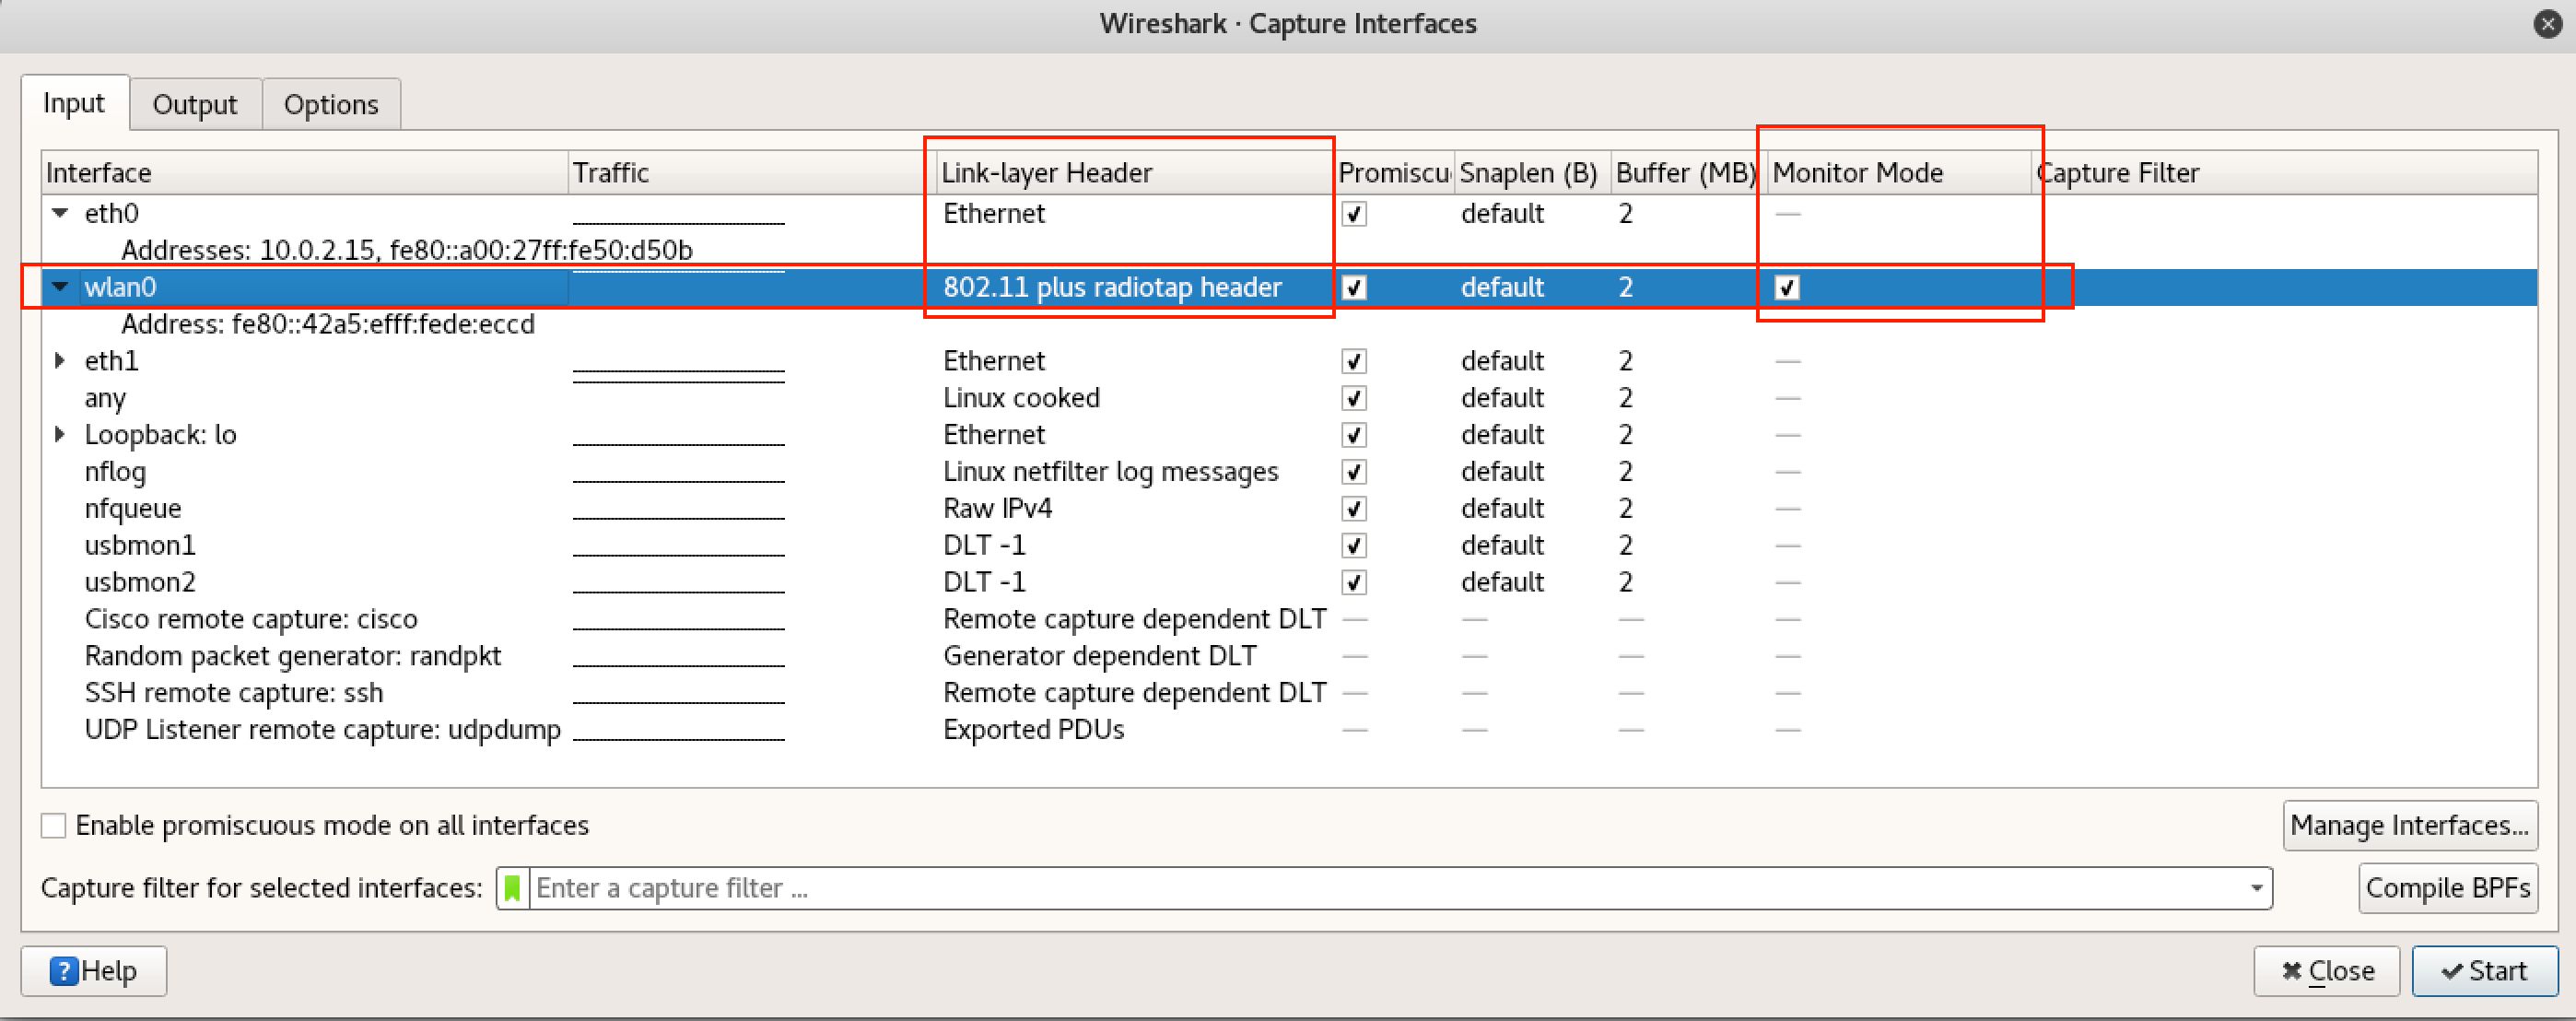 Wireshark · Capture Interfaces
Input Output Options
Interface Traffic Link-layer Header Promiscu Snaplen (B) Buffer (MB) Monitor Mode Capture Filter
eth0 Ethernet default 2 —
Addresses: 10.0.2.15, fe80::a00:27ff:fe50:d50b
wlan0 802.11 plus radiotap header default 2
Address: fe80::42a5:efff:fede:eccd
eth1 Ethernet default 2 —
any Linux cooked default 2 —
Loopback: lo Ethernet default 2 —
nflog Linux netfilter log messages default 2 —
nfqueue Raw IPv4 default 2 —
usbmon1 DLT -1 default 2 —
usbmon2 DLT -1 default 2 —
Cisco remote capture: cisco Remote capture dependent DLT — — — —
Random packet generator: randpkt Generator dependent DLT — — — —
SSH remote capture: ssh Remote capture dependent DLT — — — —
UDP Listener remote capture: udpdump Exported PDUs — — — —
Enable promiscuous mode on all interfaces Manage Interfaces...
Capture filter for selected interfaces: Enter a capture filter ... Compile BPFs
? Help Close Start